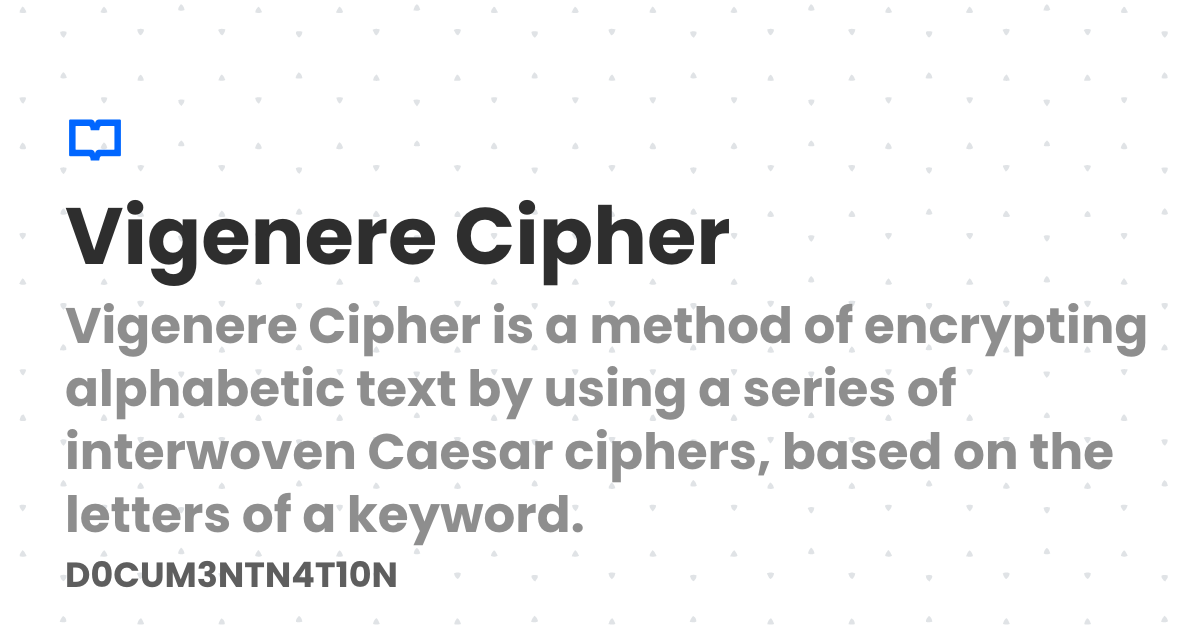 Vigenere Cipher
Vigenere Cipher is a method of encrypting
alphabetic text by using a series of
interwoven Caesar ciphers, based on the
letters of a keyword.
D0CUM3NTN4T10N